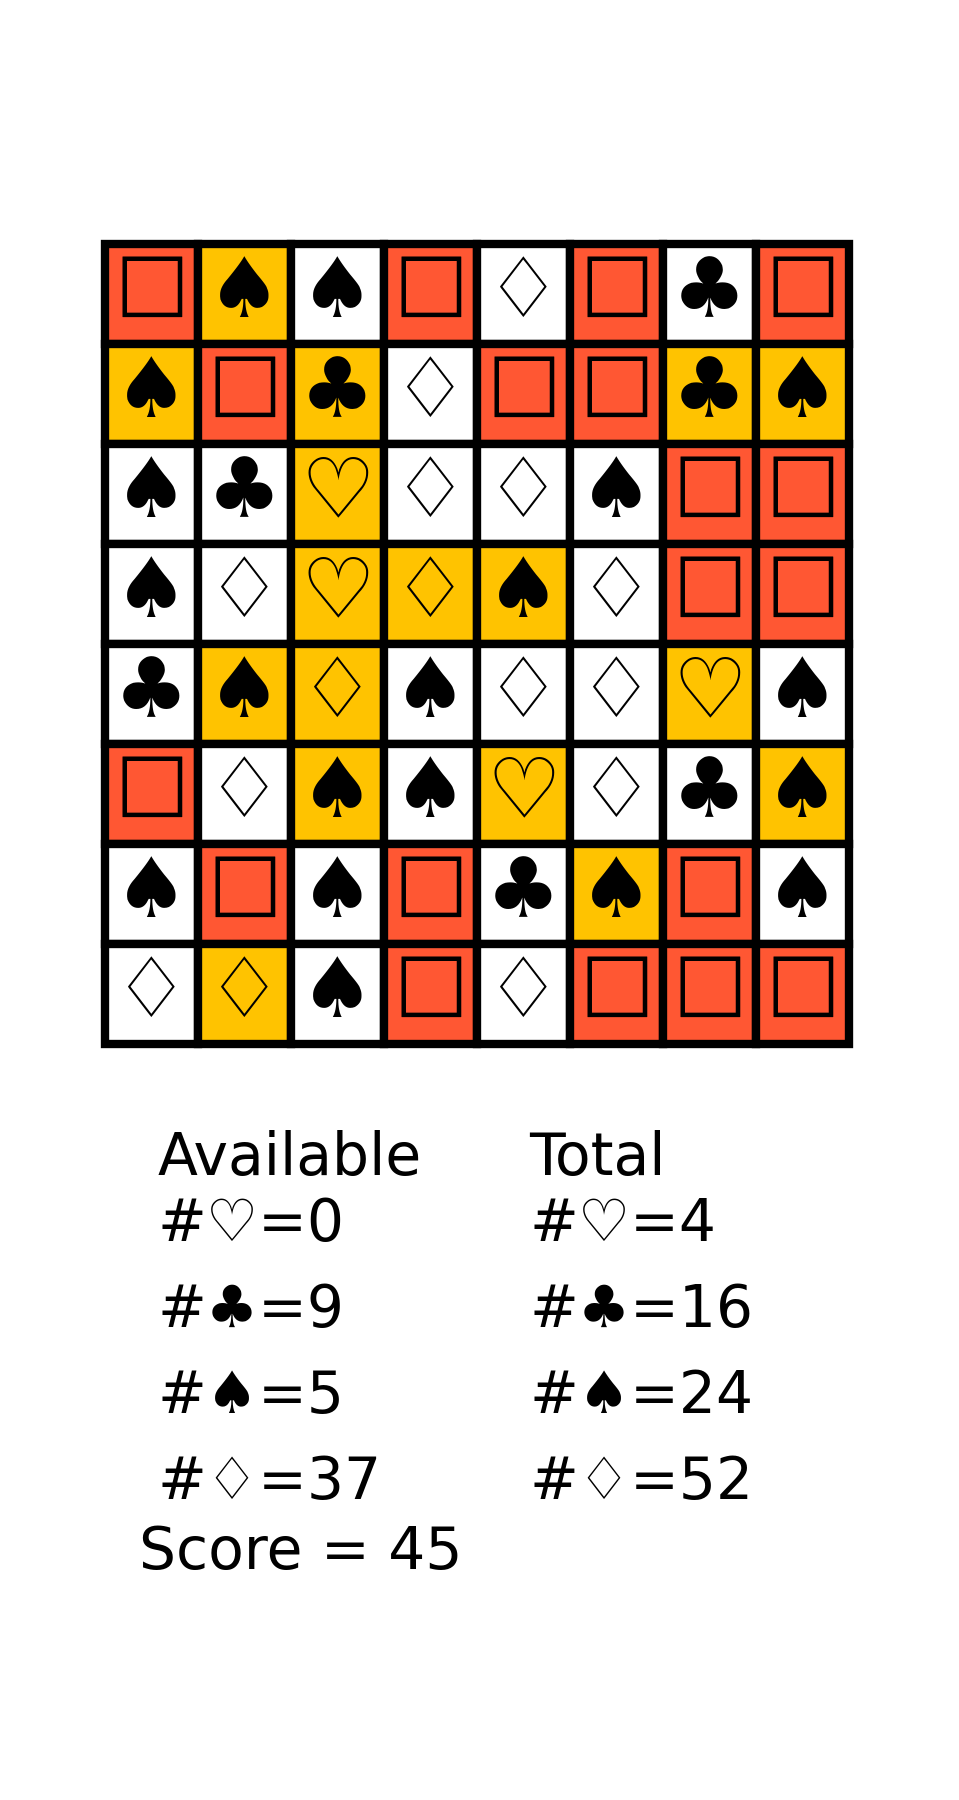 □ ♠ ♠ □ ♢ □ ♣ □
♠ □ ♣ ♢ □ □ ♣ ♠
♠ ♣ ♡ ♢ ♢ ♠ □ □
♠ ♢ ♡ ♢ ♠ ♢ □ □
♣ ♠ ♢ ♠ ♢ ♢ ♡ ♠
□ ♢ ♠ ♠ ♡ ♢ ♣ ♠
♠ □ ♠ □ ♣ ♠ □ ♠
♢ ♢ ♠ □ ♢ □ □ □
Available Total
#♡=0 #♡=4
#♣=9 #♣=16
#♠=5 #♠=24
#♢=37 #♢=52
Score = 45